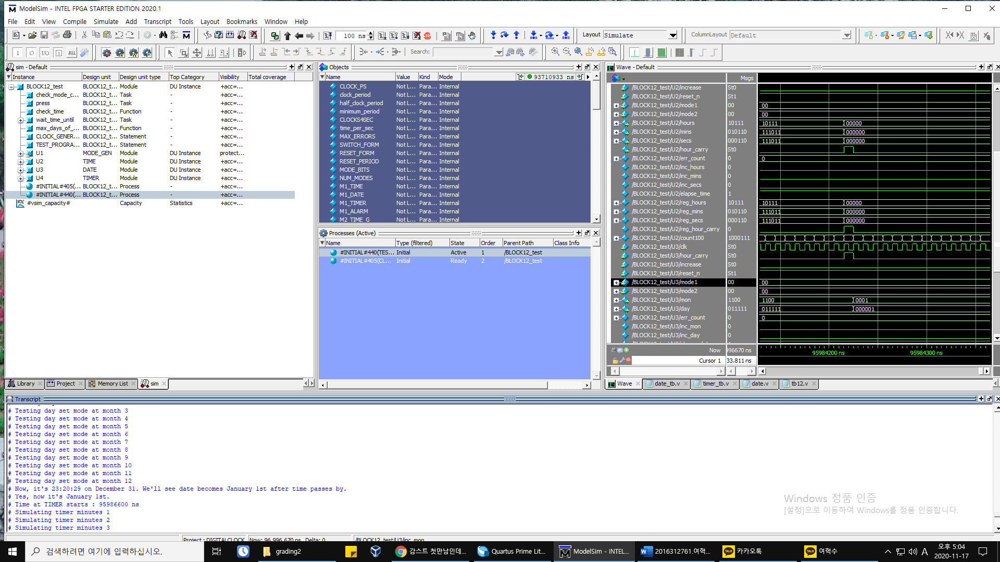 ModelSim - INTEL FPGA STARTER EDITION 2020.1
File Edit View Compile Simulate Add Transcript Tools Layout Bookmarks Window Help
100 ns
Layout Simulate
ColumnLayout Default
Search:
sim - Default
Instance Design unit Design unit type Top Category Visibility Total coverage
BLOCK12_test BLOCK12_t... Module DU Instance +acc=...
check_mode_c... BLOCK12_t... Task - +acc=...
press BLOCK12_t... Task - +acc=...
check_time BLOCK12_t... Function - +acc=...
wait_time_until BLOCK12_t... Task - +acc=...
max_days_of_... BLOCK12_t... Function - +acc=...
CLOCK_GENER... BLOCK12_t... Statement - +acc=...
TEST_PROGRA... BLOCK12_t... Statement - +acc=...
U1 MODE_GEN Module DU Instance protect...
U2 TIME Module DU Instance +acc=...
U3 DATE Module DU Instance +acc=...
U4 TIMER Module DU Instance +acc=...
#INITIAL#405(... BLOCK12_t... Process - +acc=...
#INITIAL#440(... BLOCK12_t... Process - +acc=...
#vsim_capacity# Capacity Statistics +acc=...
Library Project Memory List sim
Objects
Name Value Kind Mode 93710933 ns
CLOCK_PS Not L... Para... Internal
clock_period Not L... Para... Internal
half_clock_period Not L... Para... Internal
minimum_period Not L... Para... Internal
CLOCKS4SEC Not L... Para... Internal
time_per_sec Not L... Para... Internal
MAX_ERRORS Not L... Para... Internal
SWITCH_FORM Not L... Para... Internal
RESET_FORM Not L... Para... Internal
RESET_PERIOD Not L... Para... Internal
MODE_BITS Not L... Para... Internal
NUM_MODES Not L... Para... Internal
M1_TIME Not L... Para... Internal
M1_DATE Not L... Para... Internal
M1_TIMER Not L... Para... Internal
M1_ALARM Not L... Para... Internal
M2_TIME_G Not L... Para... Internal
Processes (Active)
Name Type (filtered) State Order Parent Path Class Info
#INITIAL#440(TES... Initial Active 1 /BLOCK12_test
#INITIAL#405(CL... Initial Ready 2 /BLOCK12_test
Wave - Default
Msgs
/BLOCK12_test/U2/increase St0
/BLOCK12_test/U2/reset_n St1
/BLOCK12_test/U2/mode1 00 00
/BLOCK12_test/U2/mode2 00 00
/BLOCK12_test/U2/hours 10111 10111 00000
/BLOCK12_test/U2/mins 010110 111011 000000
/BLOCK12_test/U2/secs 000110 111011 000000
/BLOCK12_test/U2/hour_carry St0
/BLOCK12_test/U2/err_count 0 0
/BLOCK12_test/U2/inc_hours 0
/BLOCK12_test/U2/inc_mins 0
/BLOCK12_test/U2/inc_secs 0
/BLOCK12_test/U2/elapse_time 1
/BLOCK12_test/U2/reg_hours 10111 10111 00000
/BLOCK12_test/U2/reg_mins 010110 111011 000000
/BLOCK12_test/U2/reg_secs 000110 111011 000000
/BLOCK12_test/U2/reg_hour_carry 0
/BLOCK12_test/U2/count100 1000111
/BLOCK12_test/U3/clk St0
/BLOCK12_test/U3/hour_carry St0
/BLOCK12_test/U3/increase St0
/BLOCK12_test/U3/reset_n St1
/BLOCK12_test/U3/mode1 00 00
/BLOCK12_test/U3/mode2 00 00
/BLOCK12_test/U3/mon 1100 1100 0001
/BLOCK12_test/U3/day 011111 011111 000001
/BLOCK12_test/U3/err_count 0 0
/BLOCK12_test/U3/inc_mon 0
/BLOCK12_test/U3/inc_day 0
Now 996670 ns 95984200 ns 95984300 ns
Cursor 1 33.811 ns
Wave date_tb.v timer_tb.v date.v tb12.v
Transcript
# Testing day set mode at month 3
# Testing day set mode at month 4
# Testing day set mode at month 5
# Testing day set mode at month 6
# Testing day set mode at month 7
# Testing day set mode at month 8
# Testing day set mode at month 9
# Testing day set mode at month 10
# Testing day set mode at month 11
# Testing day set mode at month 12
# Now, it's 23:20:29 on December 31. We'll see date becomes January 1st after time passes by.
# Yes, now it's January 1st.
# Time at TIMER starts : 95986600 ns
# Simulating timer minutes 1
# Simulating timer minutes 2
# Simulating timer minutes 3
Windows 정품 인증
[설정]으로 이동하여 Windows를 정품 인증합니다.
Project : DIGITALCLOCK Now: 96,996,670 ns Delta: 0 /BLOCK12_test/U3/inc_mon
검색하려면 여기에 입력하십시오.
grading2
감스트 첫만남인데...
Quartus Prime Lit...
ModelSim - INTEL...
2016312761.여혁...
카카오톡
여혁수
A
오후 5:04
2020-11-17